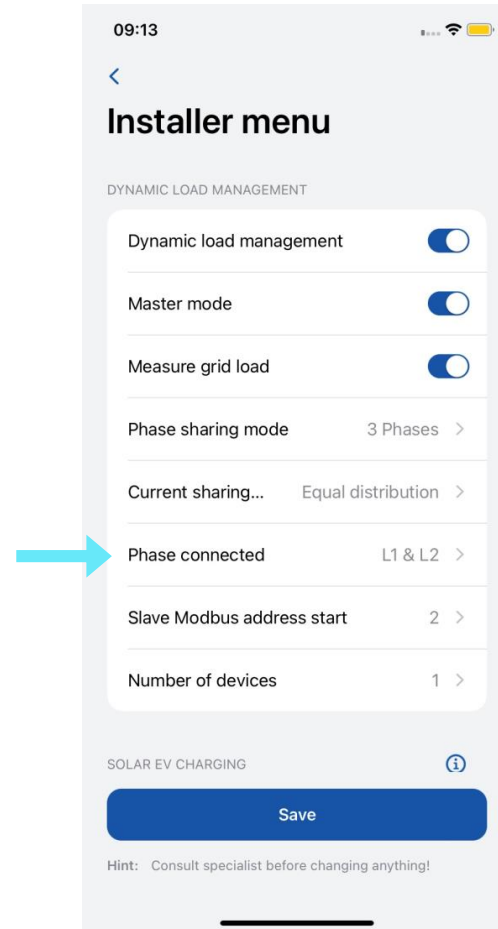 09:13
Installer menu
DYNAMIC LOAD MANAGEMENT
Dynamic load management
Master mode
Measure grid load
Phase sharing mode 3 Phases
Current sharing... Equal distribution
Phase connected L1 & L2
Slave Modbus address start 2
Number of devices 1
SOLAR EV CHARGING
Save
Hint: Consult specialist before changing anything!